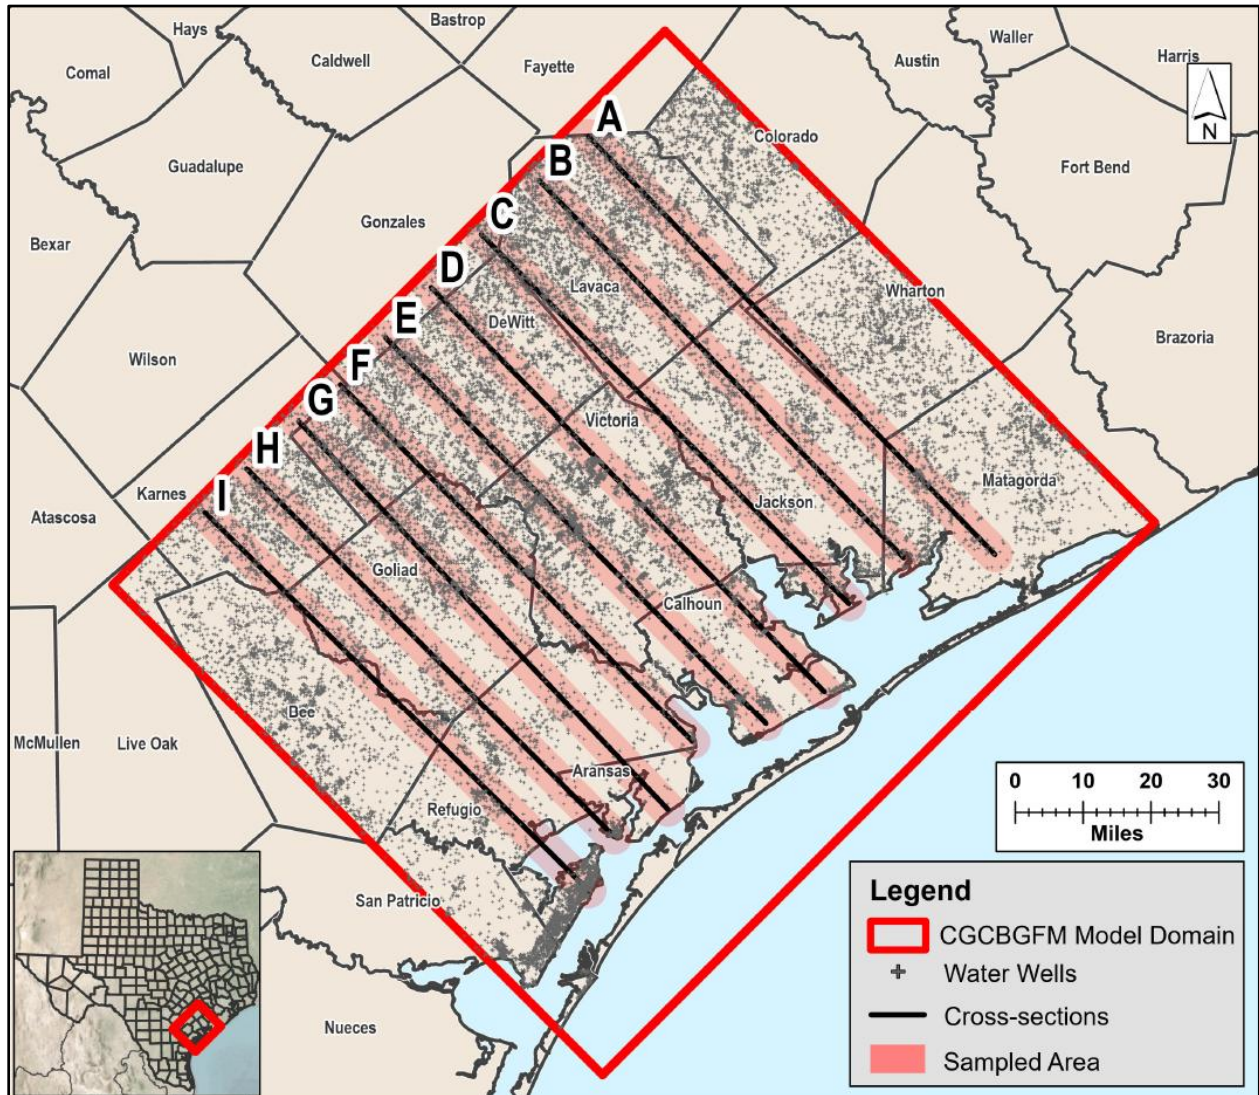 Bastrop
Hays
Waller
Harris
Caldwell
Austin
Comal
Fayette
N
A
Colorado
B
Guadalupe
Fort Bend
C
Gonzales
Bexar
D
Lavaca
Wharton
E
DeWitt
Brazoria
Wilson
F
G
Victoria
H
Karnes
Matagorda
I
Jackson
Atascosa
Goliad
Calhoun
Bee
McMullen
Live Oak
Aransas
Refugio
0 10 20 30
Miles
San Patricio
Nueces
Legend
CGCBGFM Model Domain
Water Wells
Cross-sections
Sampled Area